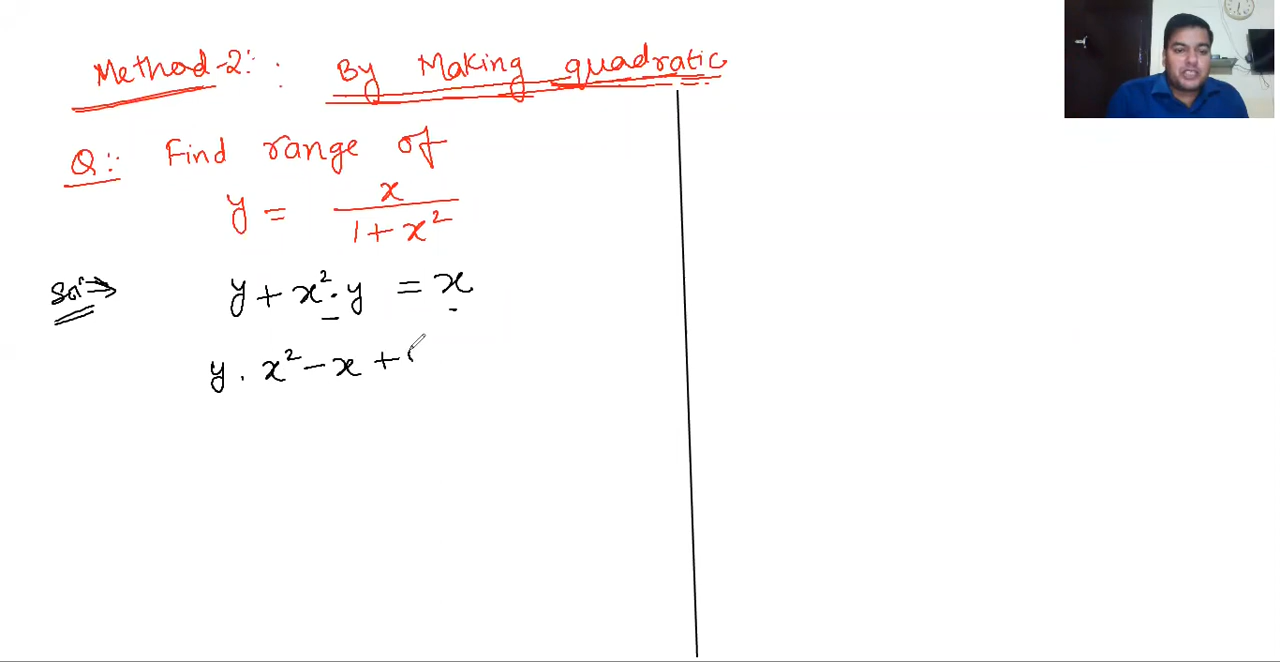 Method-2:- By Making quadratic
Q:- Find range of
y = x / (1 + x²)
Sol⇒ y + x² · y = x
y · x² - x +